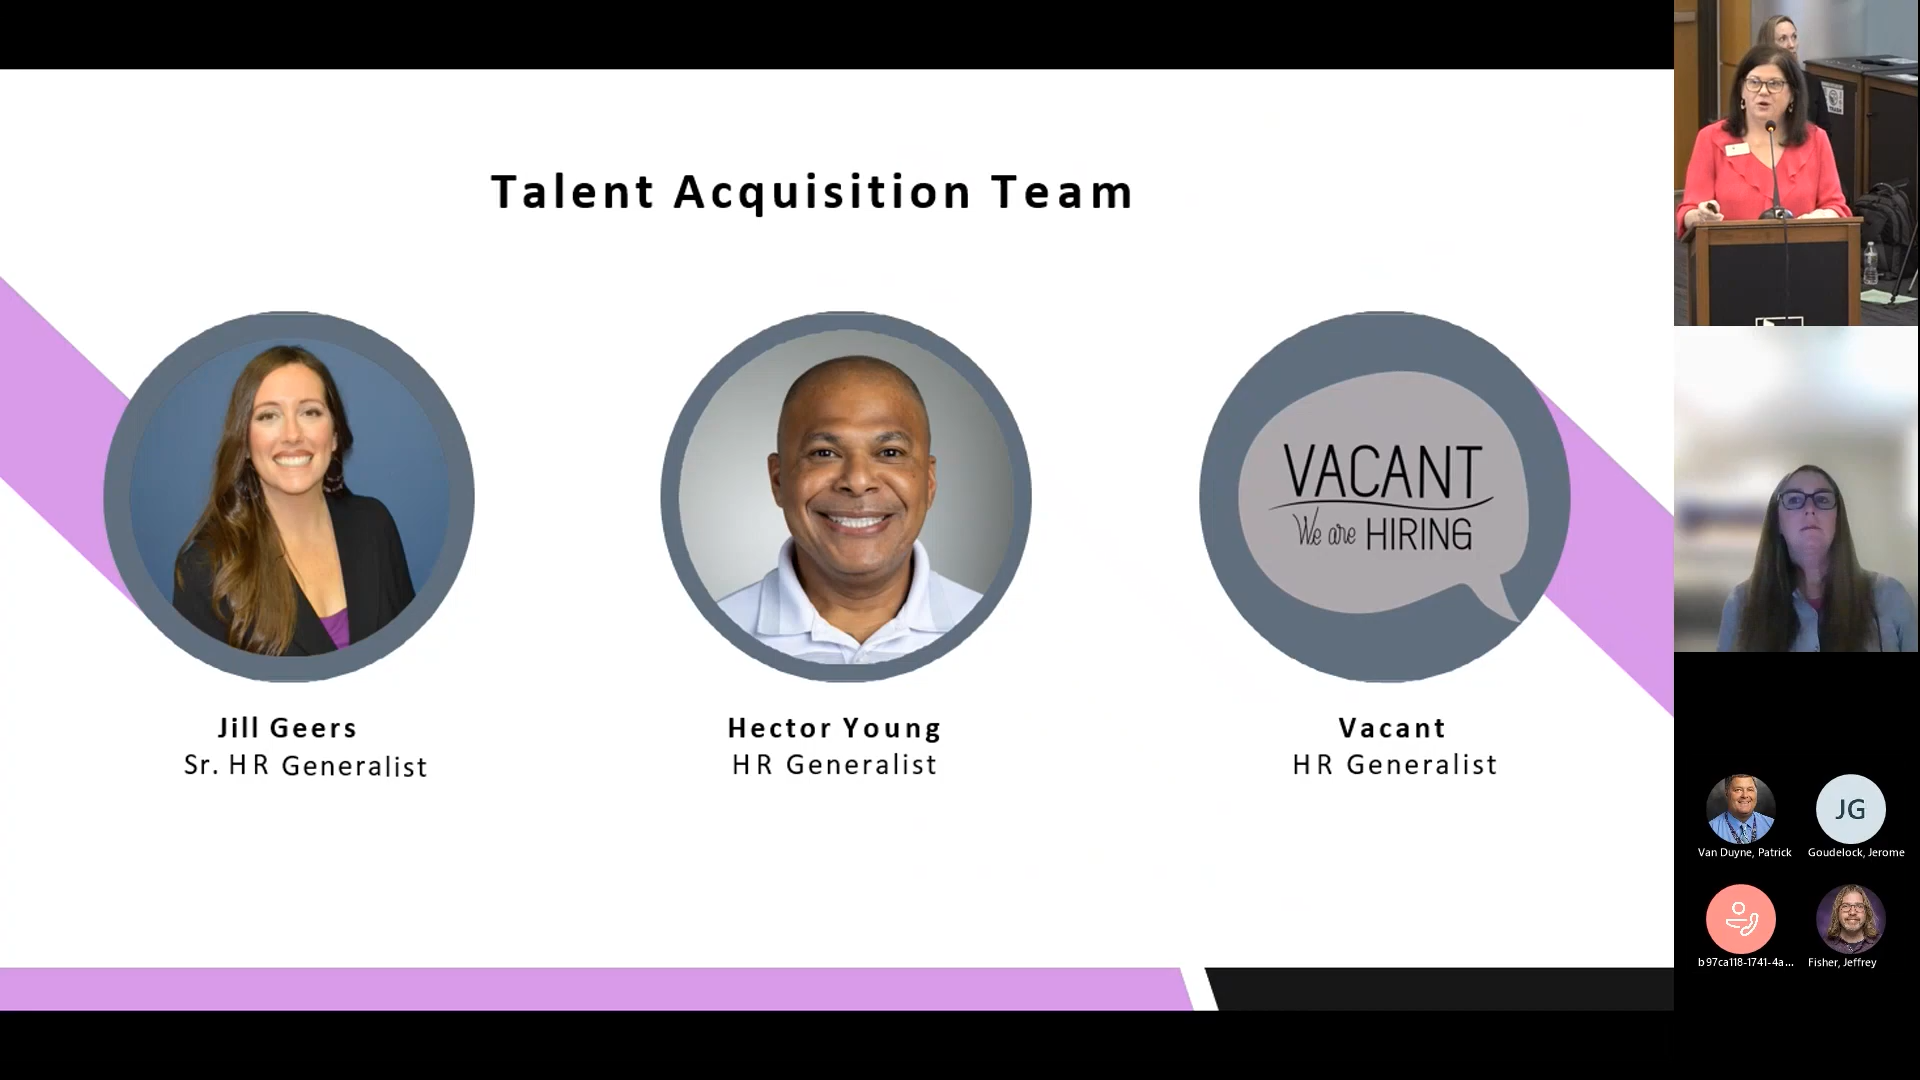 Talent Acquisition Team
VACANT
We are HIRING
Jill Geers
Sr. HR Generalist
Hector Young
HR Generalist
Vacant
HR Generalist
Van Duyne, Patrick
JG
Goudelock, Jerome
b97ca118-1741-4a...
Fisher, Jeffrey